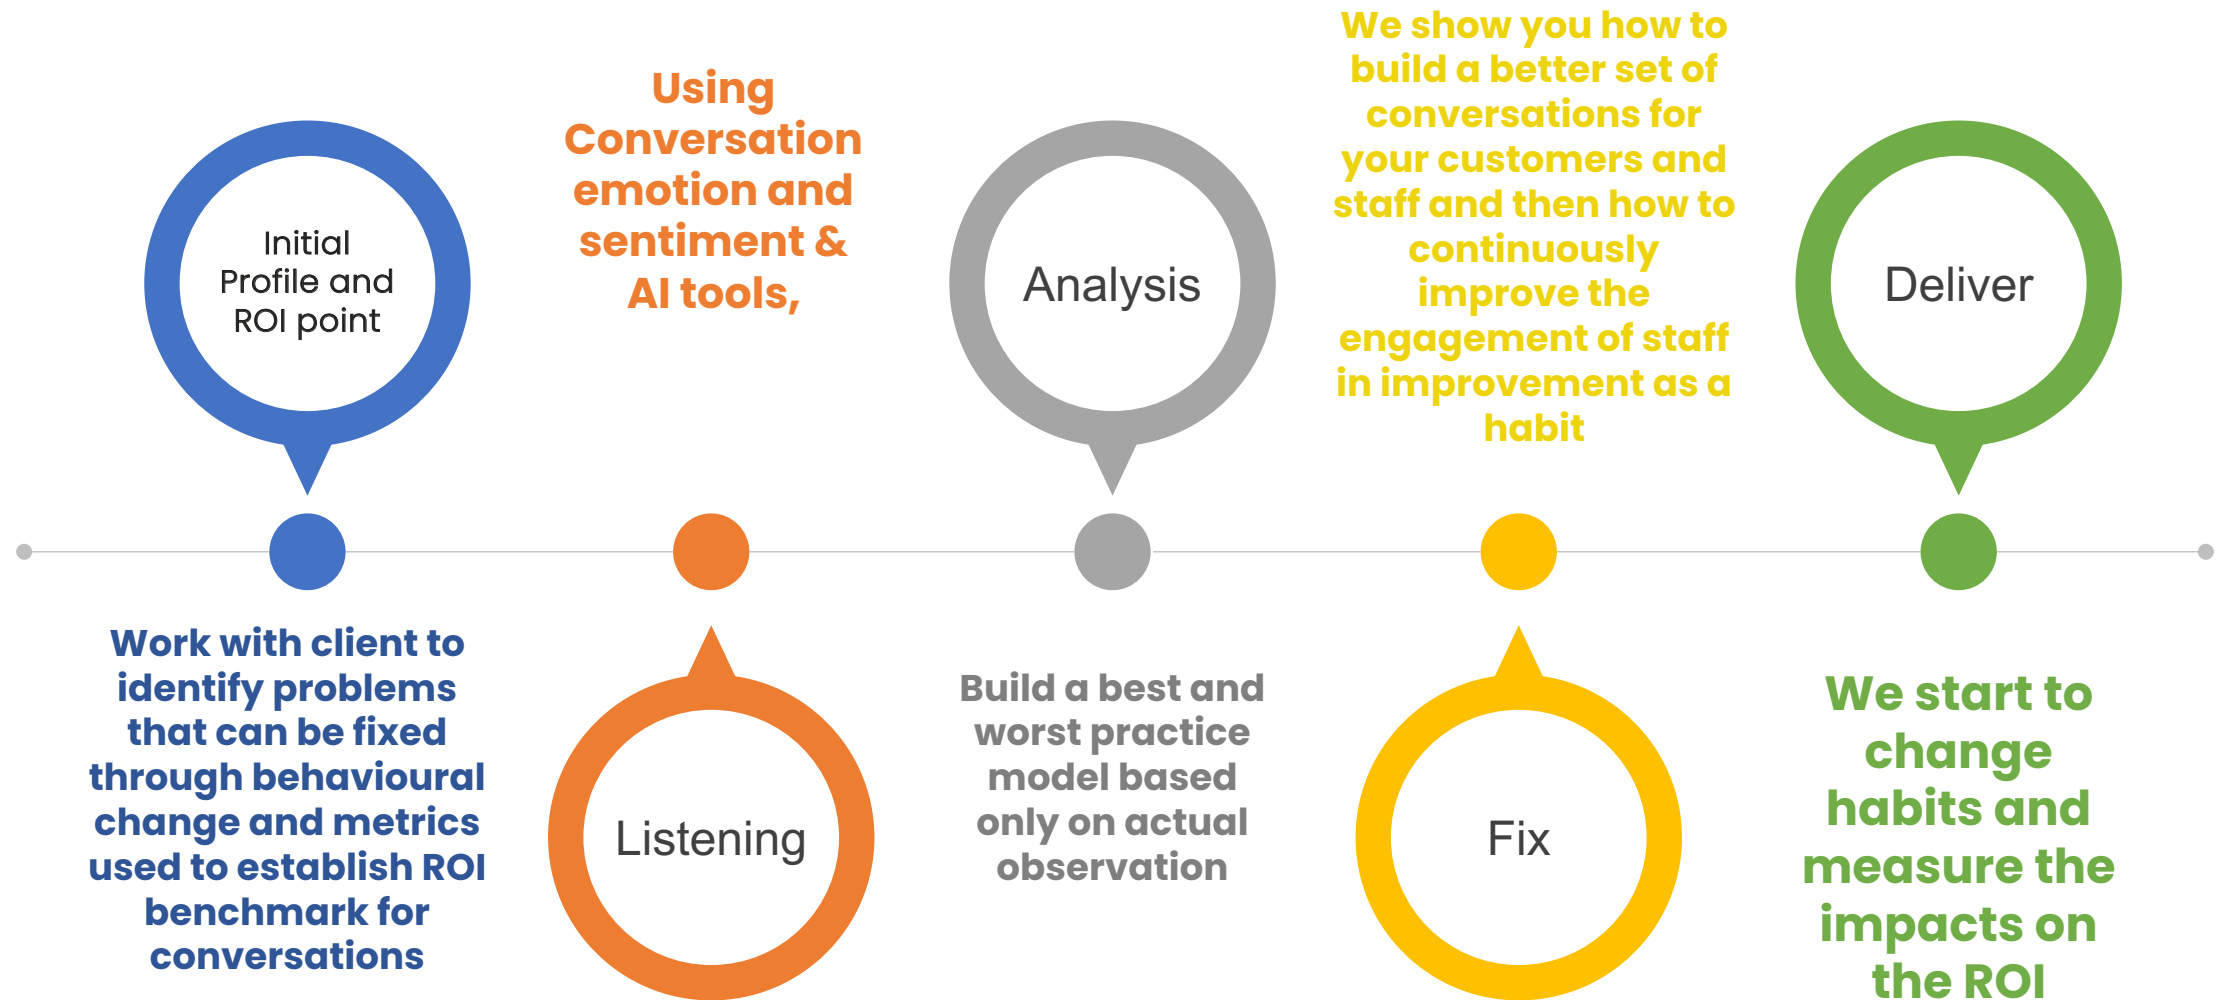 Initial
Profile and
ROI point
Work with client to
identify problems
that can be fixed
through behavioural
change and metrics
used to establish ROI
benchmark for
conversations
Using
Conversation
emotion and
sentiment &
AI tools,
Listening
Analysis
Build a best and
worst practice
model based
only on actual
observation
We show you how to
build a better set of
conversations for
your customers and
staff and then how to
continuously
improve the
engagement of staff
in improvement as a
habit
Fix
Deliver
We start to
change
habits and
measure the
impacts on
the ROI